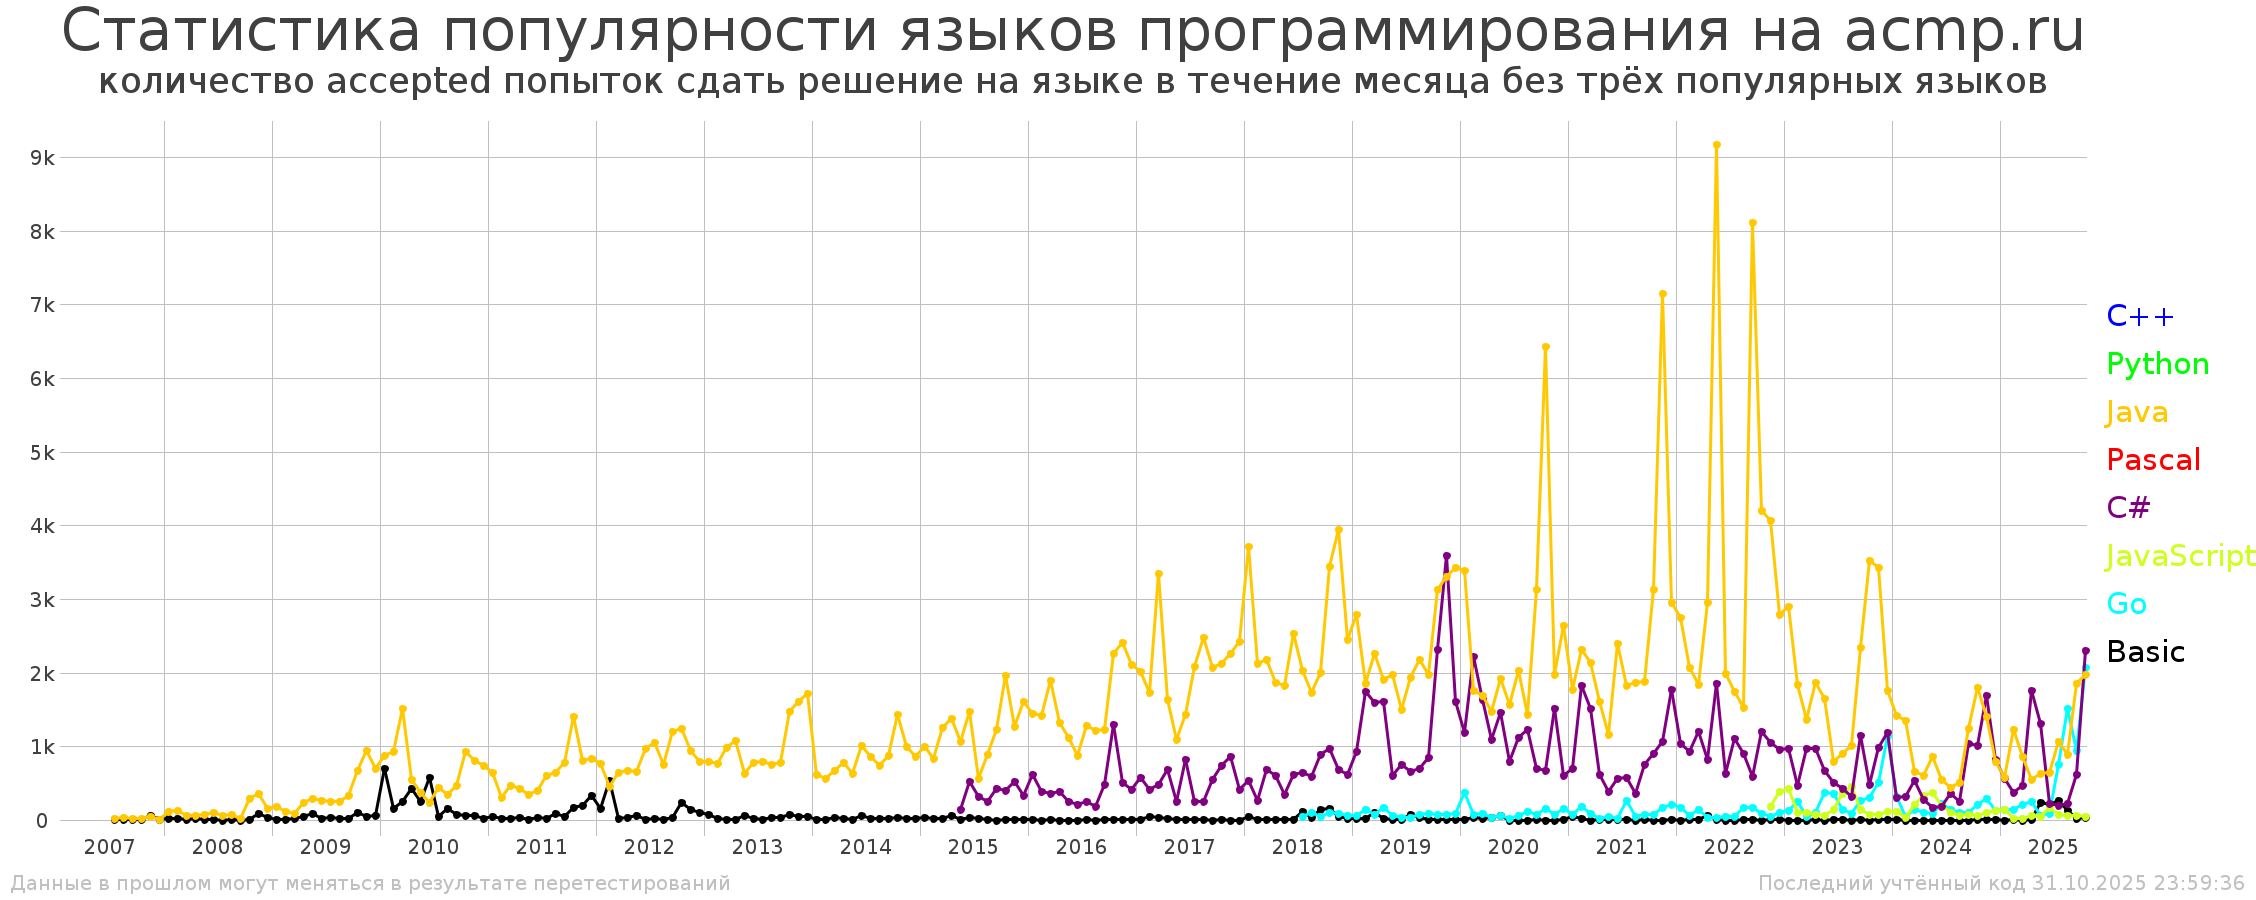 Статистика популярности языков программирования на acmp.ru
количество accepted попыток сдать решение на языке в течение месяца без трёх популярных языков
9k
8k
7k
6k
5k
4k
3k
2k
1k
0
C++
Python
Java
Pascal
C#
JavaScript
Go
Basic
2007 2008 2009 2010 2011 2012 2013 2014 2015 2016 2017 2018 2019 2020 2021 2022 2023 2024 2025
Данные в прошлом могут меняться в результате перетестирований
Последний учтённый код 31.10.2025 23:59:36